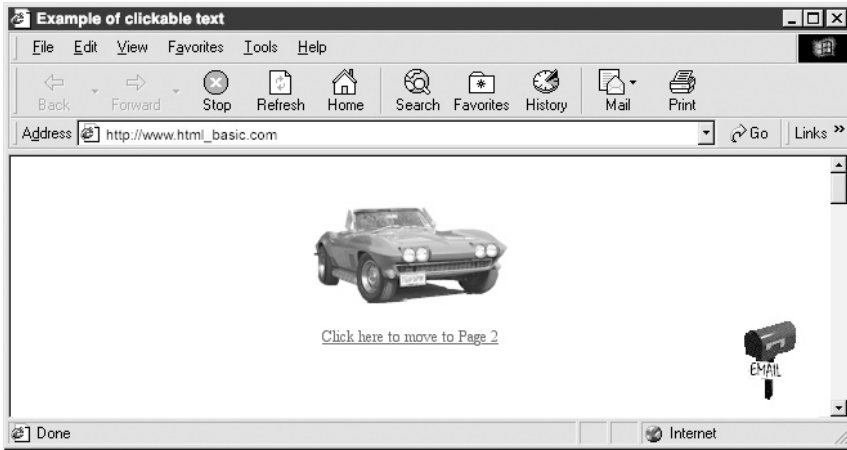 Example of clickable text
File Edit View Favorites Tools Help
Back Forward Stop Refresh Home Search Favorites History Mail Print
Address http://www.html_basic.com Go Links »
Click here to move to Page 2
EMAIL
Done Internet